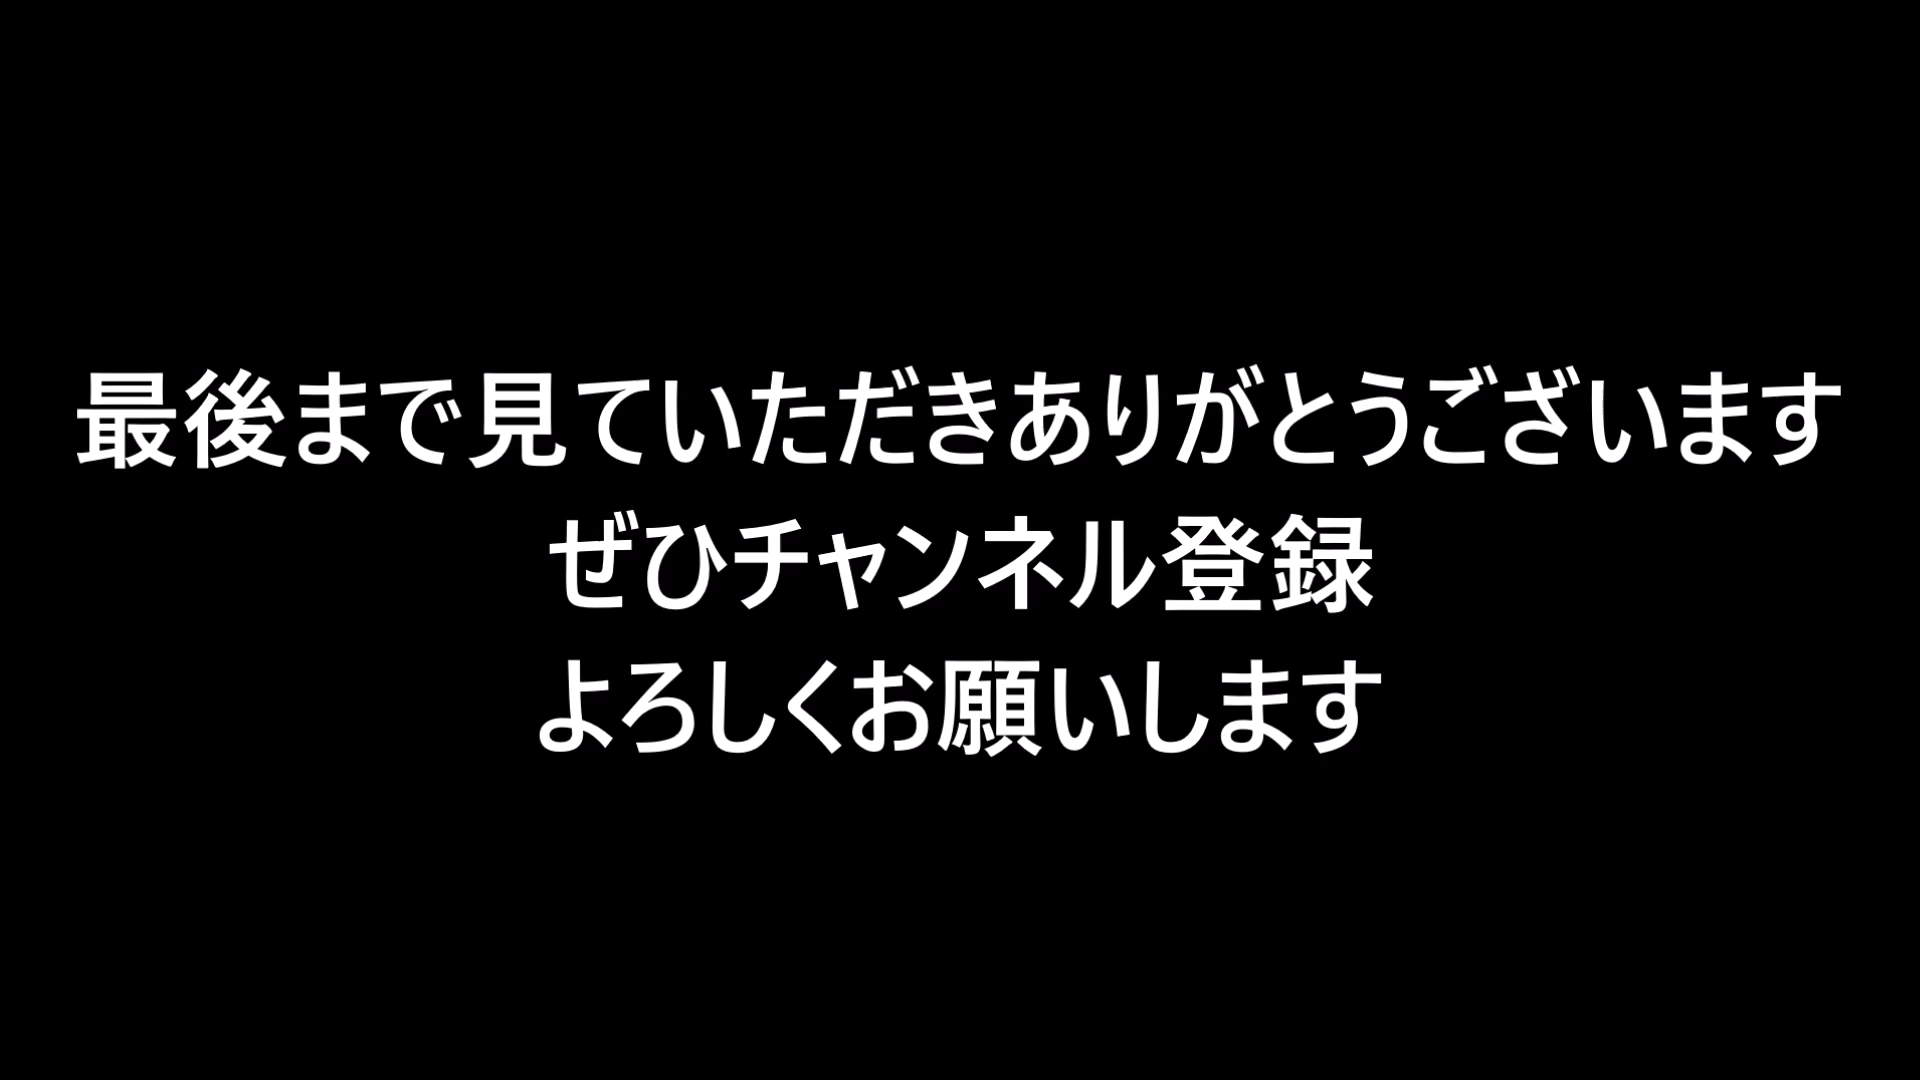 最後まで見ていただきありがとうございます
ぜひチャンネル登録
よろしくお願いします